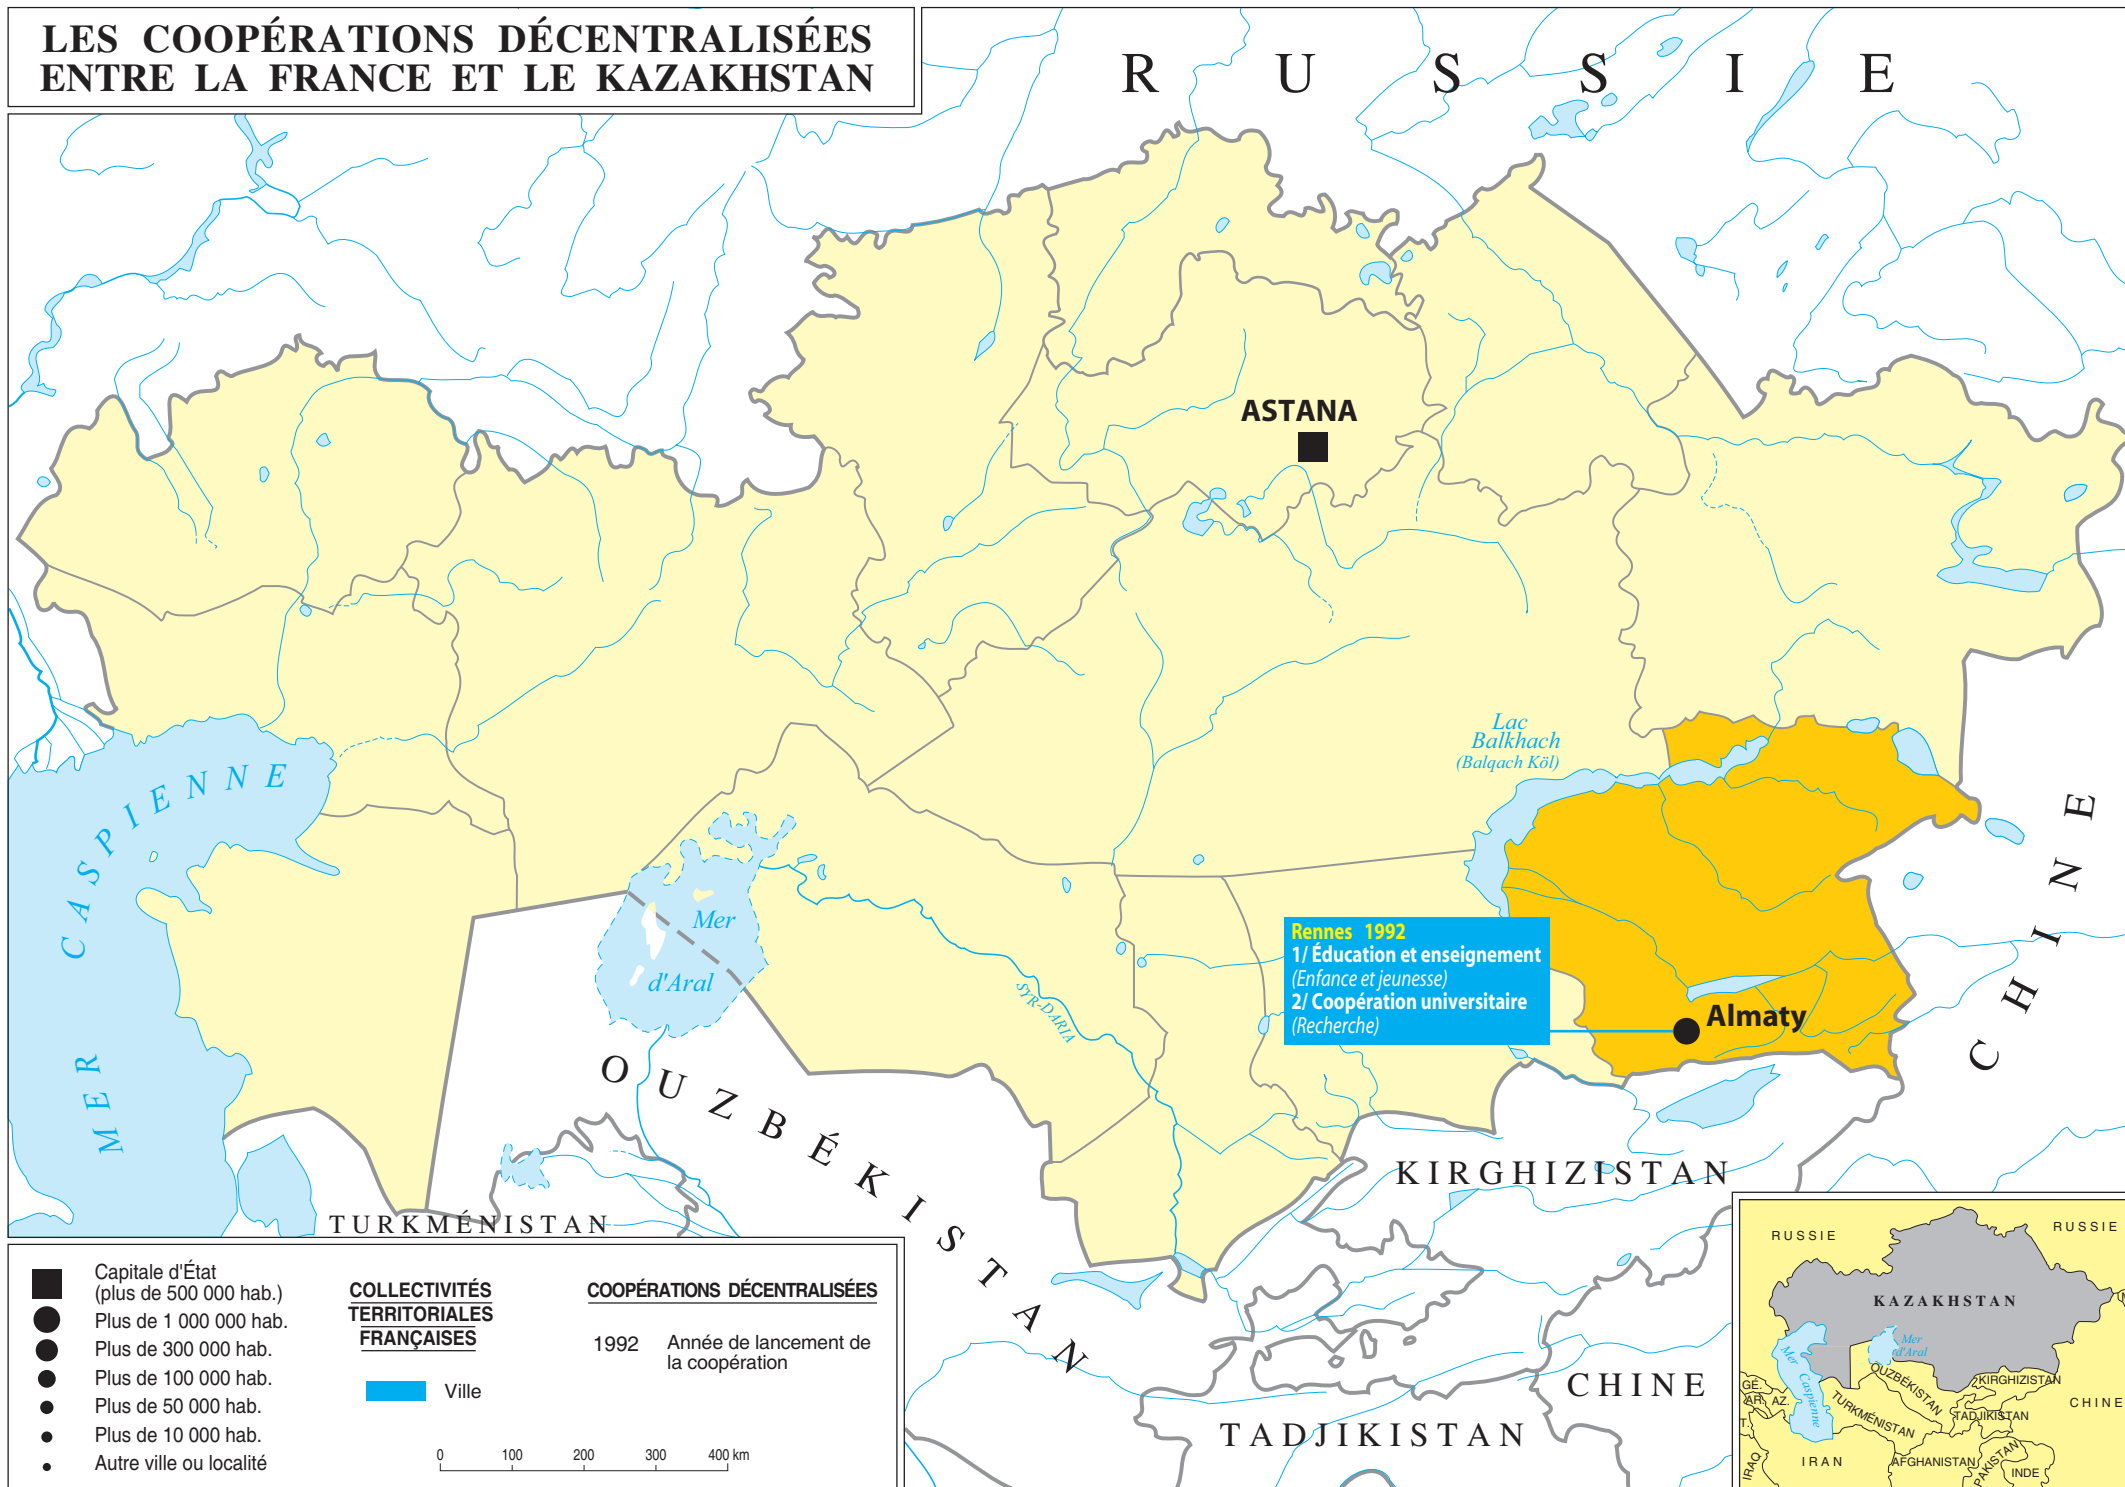 LES COOPÉRATIONS DÉCENTRALISÉES
ENTRE LA FRANCE ET LE KAZAKHSTAN
RUSSIE
ASTANA
Lac
Balkhach
(Balqach Köl)
MER CASPIENNE
Mer
d'Aral
SYR-DARIA
Rennes 1992
1/ Éducation et enseignement
(Enfance et jeunesse)
2/ Coopération universitaire
(Recherche)
Almaty
CHINE
OUZBÉKISTAN
KIRGHIZISTAN
TURKMÉNISTAN
CHINE
TADJIKISTAN
Capitale d'État
(plus de 500 000 hab.)
Plus de 1 000 000 hab.
Plus de 300 000 hab.
Plus de 100 000 hab.
Plus de 50 000 hab.
Plus de 10 000 hab.
Autre ville ou localité
COLLECTIVITÉS
TERRITORIALES
FRANÇAISES
Ville
COOPÉRATIONS DÉCENTRALISÉES
1992 Année de lancement de
la coopération
0 100 200 300 400 km
RUSSIE
RUSSIE
KAZAKHSTAN
Mer
d'Aral
Mer Caspienne
OUZBÉKISTAN
KIRGHIZISTAN
GÉ.
AR.
AZ.
T.
TURKMÉNISTAN
TADJIKISTAN
CHINE
IRAQ
IRAN
AFGHANISTAN
PAKISTAN
INDE